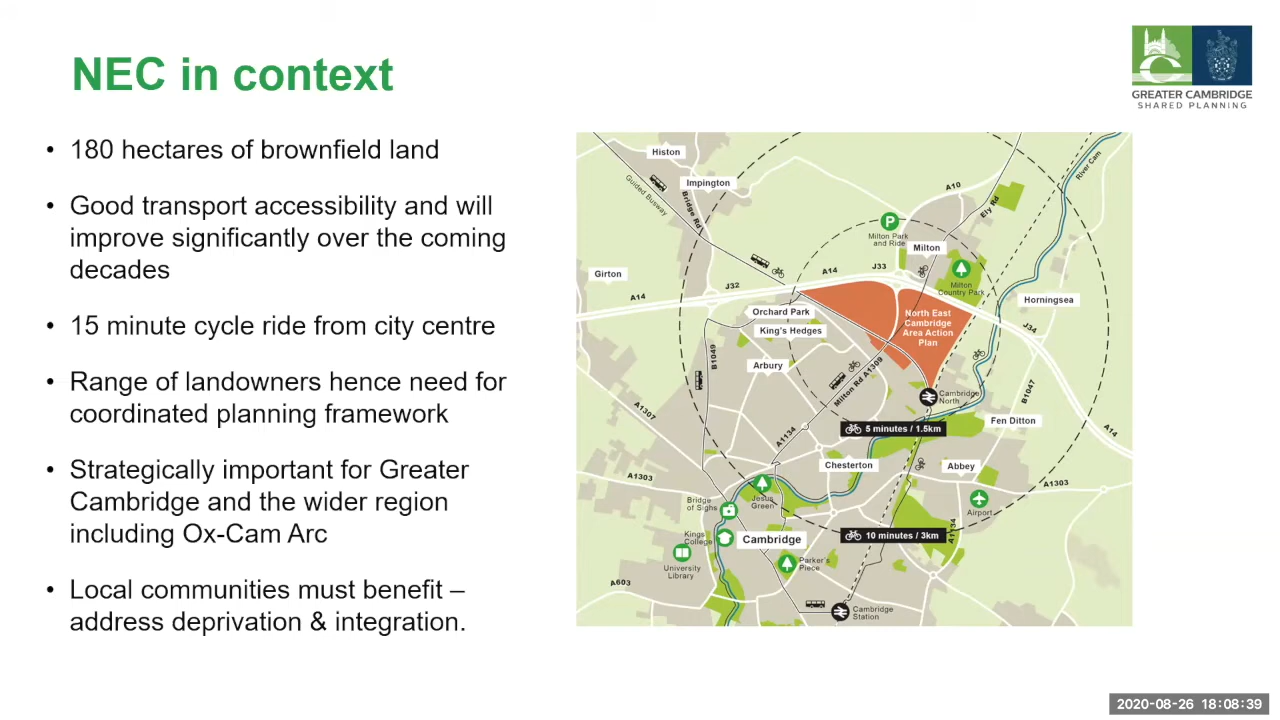 NEC in context
GREATER CAMBRIDGE
SHARED PLANNING
• 180 hectares of brownfield land
• Good transport accessibility and will
improve significantly over the coming
decades
• 15 minute cycle ride from city centre
• Range of landowners hence need for
coordinated planning framework
• Strategically important for Greater
Cambridge and the wider region
including Ox-Cam Arc
• Local communities must benefit –
address deprivation & integration.
Histon
Impington
Guided Busway
Bridge Rd
A10
Ely Rd
River Cam
P
Milton Park
and Ride
Milton
Girton
A14
J32
A14
J33
Milton
Country Park
Horningsea
J34
Orchard Park
King's Hedges
North East
Cambridge
Area Action
Plan
Arbury
B1049
Milton Rd A1309
Cambridge
North
B1047
A1307
5 minutes / 1.5km
Fen Ditton
A14
A1134
Chesterton
Abbey
A1303
A1303
Jesus
Green
Bridge
of Sighs
Airport
Kings
College
Cambridge
10 minutes / 3km
A1134
University
Library
Parker's
Piece
A603
Cambridge
Station
2020-08-26 18:08:39